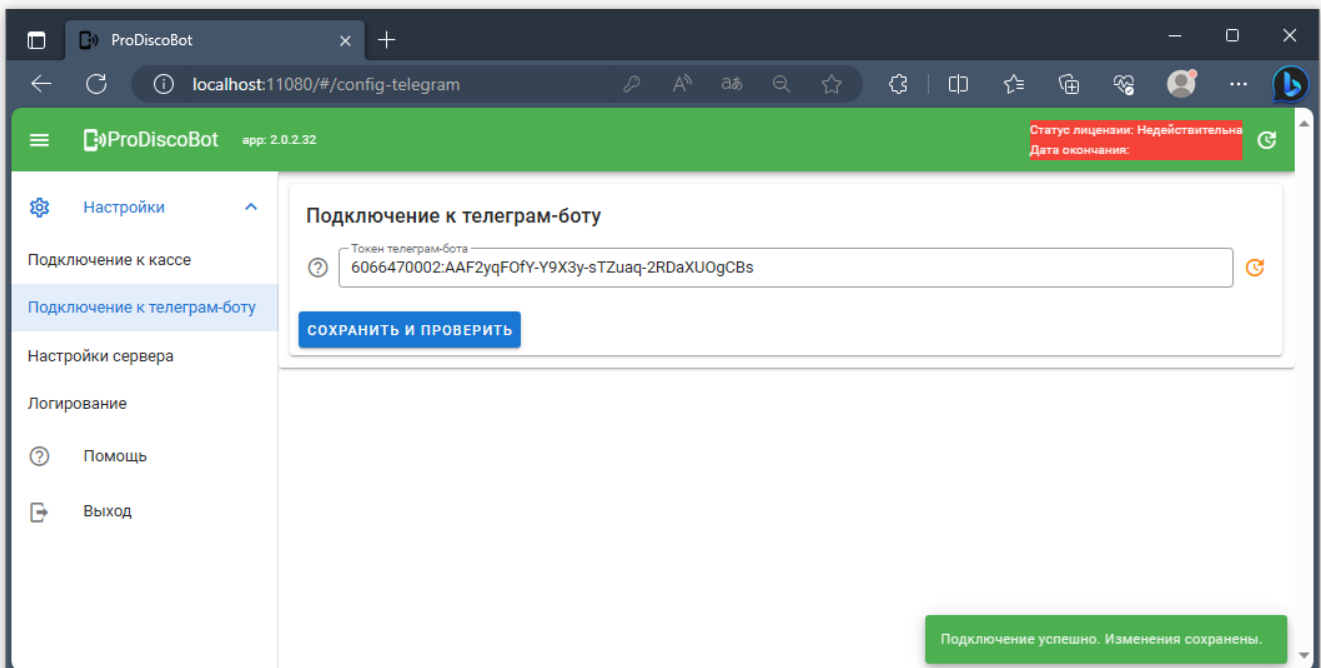 ProDiscoBot
localhost:11080/#/config-telegram
ProDiscoBot app: 2.0.2.32
Статус лицензии: Недействительна
Дата окончания:
Настройки
Подключение к кассе
Подключение к телеграм-боту
Настройки сервера
Логирование
Помощь
Выход
Подключение к телеграм-боту
Токен телеграм-бота
6066470002:AAF2yqFOfY-Y9X3y-sTZuaq-2RDaXUOgCBs
СОХРАНИТЬ И ПРОВЕРИТЬ
Подключение успешно. Изменения сохранены.